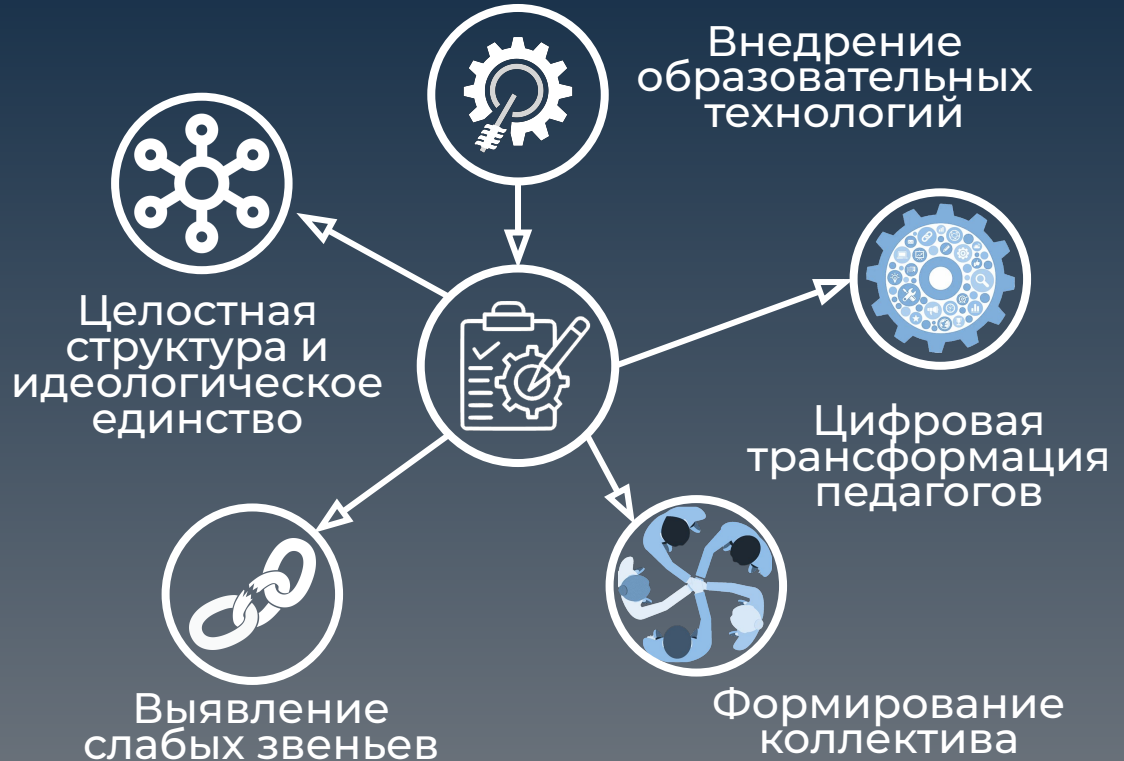 Внедрение
образовательных
технологий
Целостная
структура и
идеологическое
единство
Цифровая
трансформация
педагогов
Выявление
слабых звеньев
Формирование
коллектива